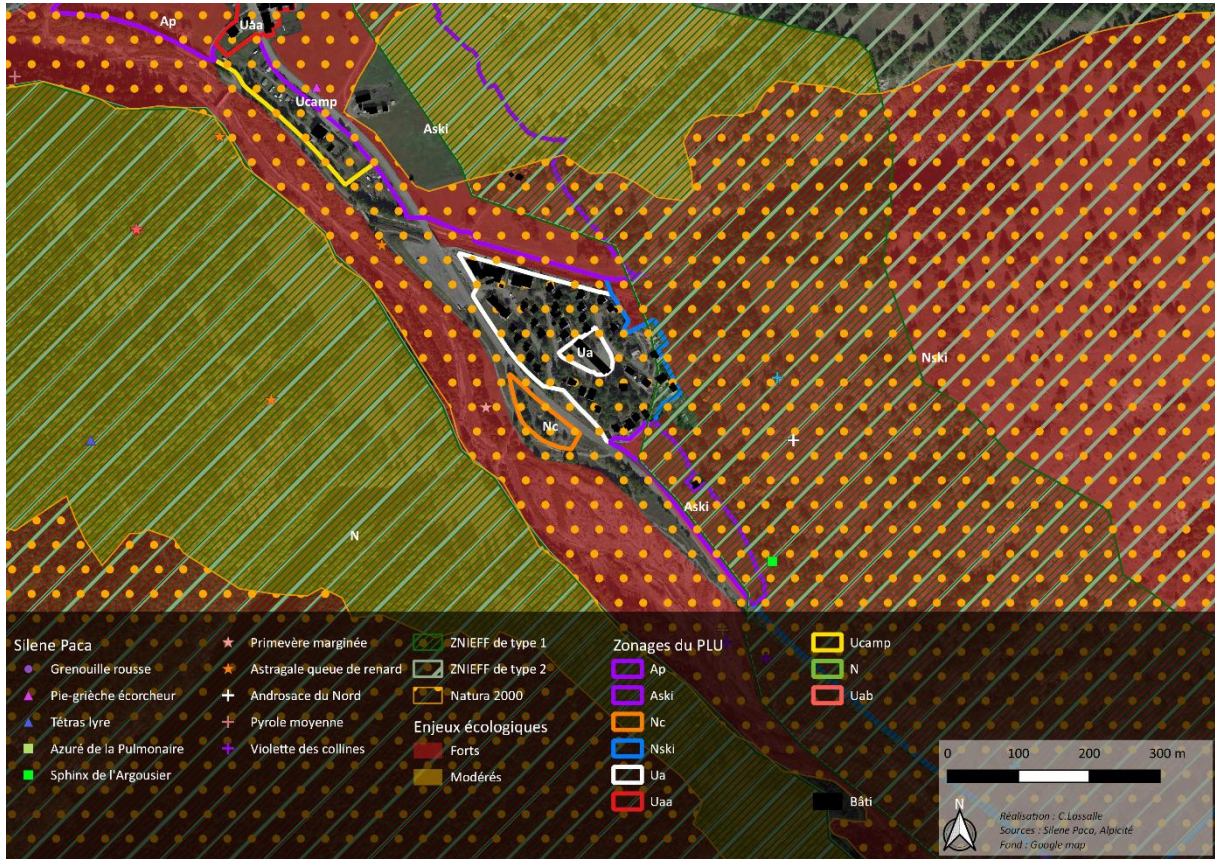 Ap
Uaa
Ucamp
Aski
Nski
Ua
Nc
Aski
N
Silene Paca
Grenouille rousse
Pie-grièche écorcheur
Tétras lyre
Azuré de la Pulmonaire
Sphinx de l'Argousier
Primevère marginée
Astragale queue de renard
Androsace du Nord
Pyrole moyenne
Violette des collines
ZNIEFF de type 1
ZNIEFF de type 2
Natura 2000
Enjeux écologiques
Forts
Modérés
Zonages du PLU
Ap
Aski
Nc
Nski
Ua
Uaa
Ucamp
N
Uab
Bâti
0 100 200 300 m
N
Réalisation : C.Lassalle
Sources : Silene Paca, Alpicité
Fond : Google map